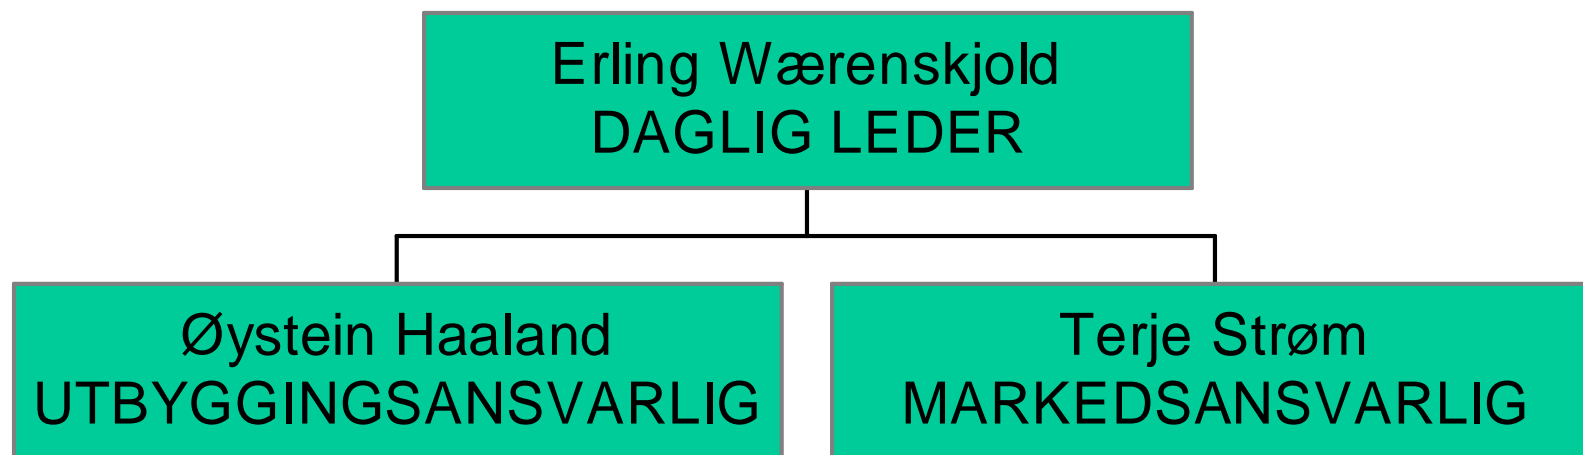 Erling Wærenskjold
DAGLIG LEDER
Øystein Haaland
UTBYGGINGSANSVARLIG
Terje Strøm
MARKEDSANSVARLIG